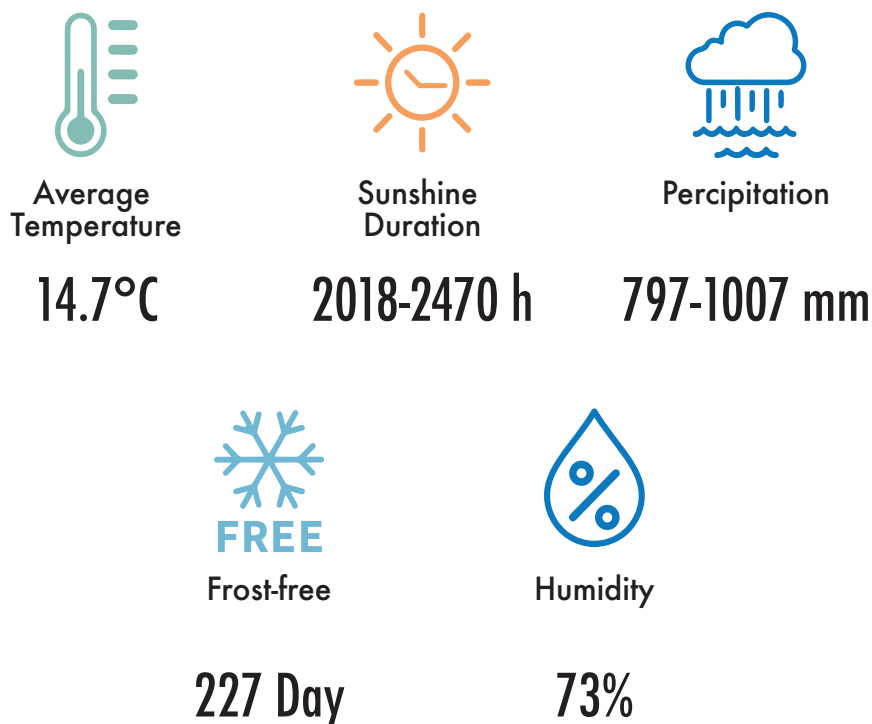 Average
Temperature
14.7°C
Sunshine
Duration
2018-2470 h
Percipitation
797-1007 mm
FREE
Frost-free
227 Day
%
Humidity
73%